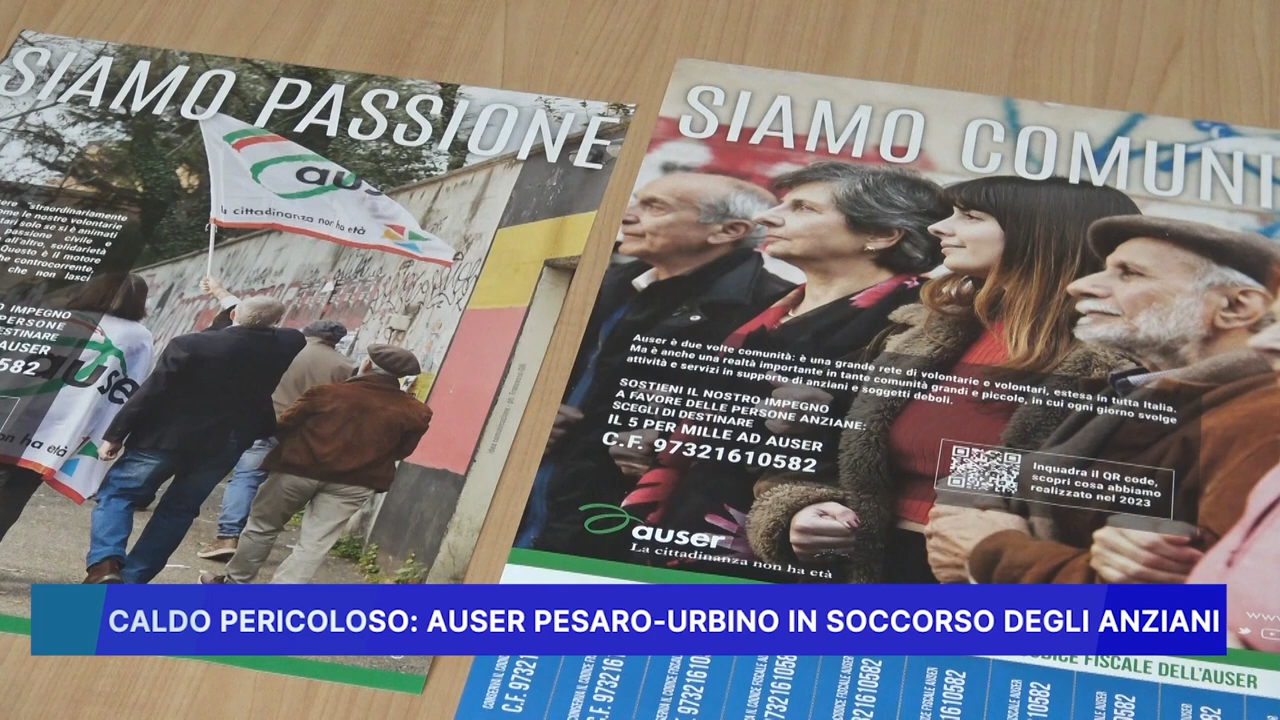 SIAMO PASSIONE
straordinariamente
le nostre volontarie
solo se si è animati
passione civile e
all'altro, solidarietà
Questo è il motore
controcorrente,
che non lasci
IMPEGNO
PERSONE
DESTINARE
AUSER
582
auser
la cittadinanza non ha età
auser
non ha età
SIAMO COMUNI
Auser è due volte comunità: è una grande rete di volontarie e volontari, estesa in tutta Italia.
Ma è anche una realtà importante in tante comunità grandi e piccole, in cui ogni giorno svolge
attività e servizi in supporto di anziani e soggetti deboli.
SOSTIENI IL NOSTRO IMPEGNO
A FAVORE DELLE PERSONE ANZIANE:
SCEGLI DI DESTINARE
IL 5 PER MILLE AD AUSER
C.F. 97321610582
Inquadra il QR code,
scopri cosa abbiamo
realizzato nel 2023
auser
La cittadinanza non ha età
CALDO PERICOLOSO: AUSER PESARO-URBINO IN SOCCORSO DEGLI ANZIANI
CODICE FISCALE DELL'AUSER